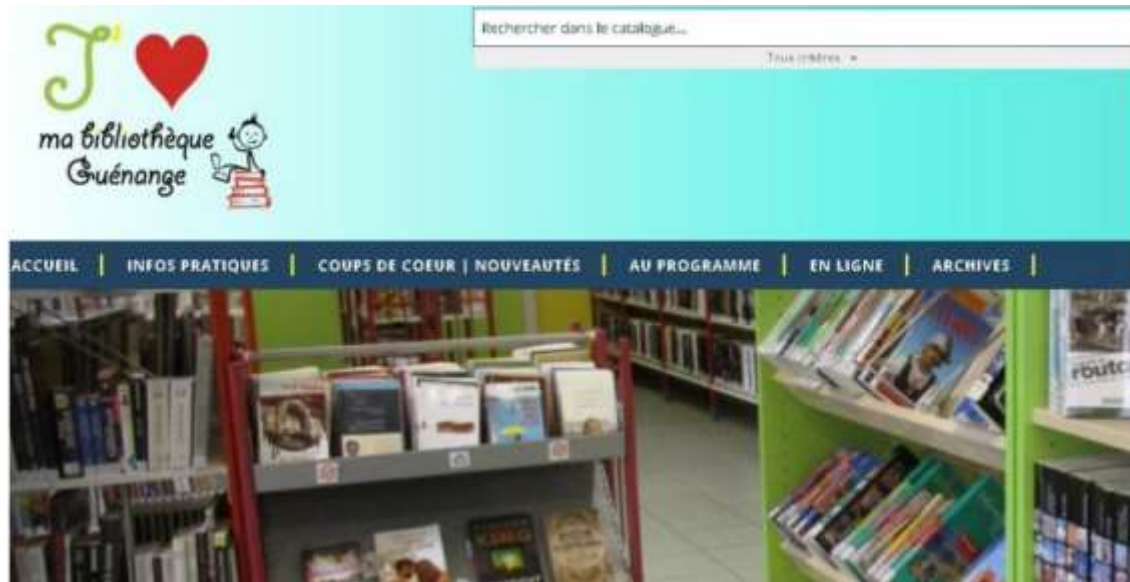 J'
ma bibliothèque
Guénange
Rechercher dans le catalogue...
Tous critères
ACCUEIL | INFOS PRATIQUES | COUPS DE COEUR | NOUVEAUTÉS | AU PROGRAMME | EN LIGNE | ARCHIVES |